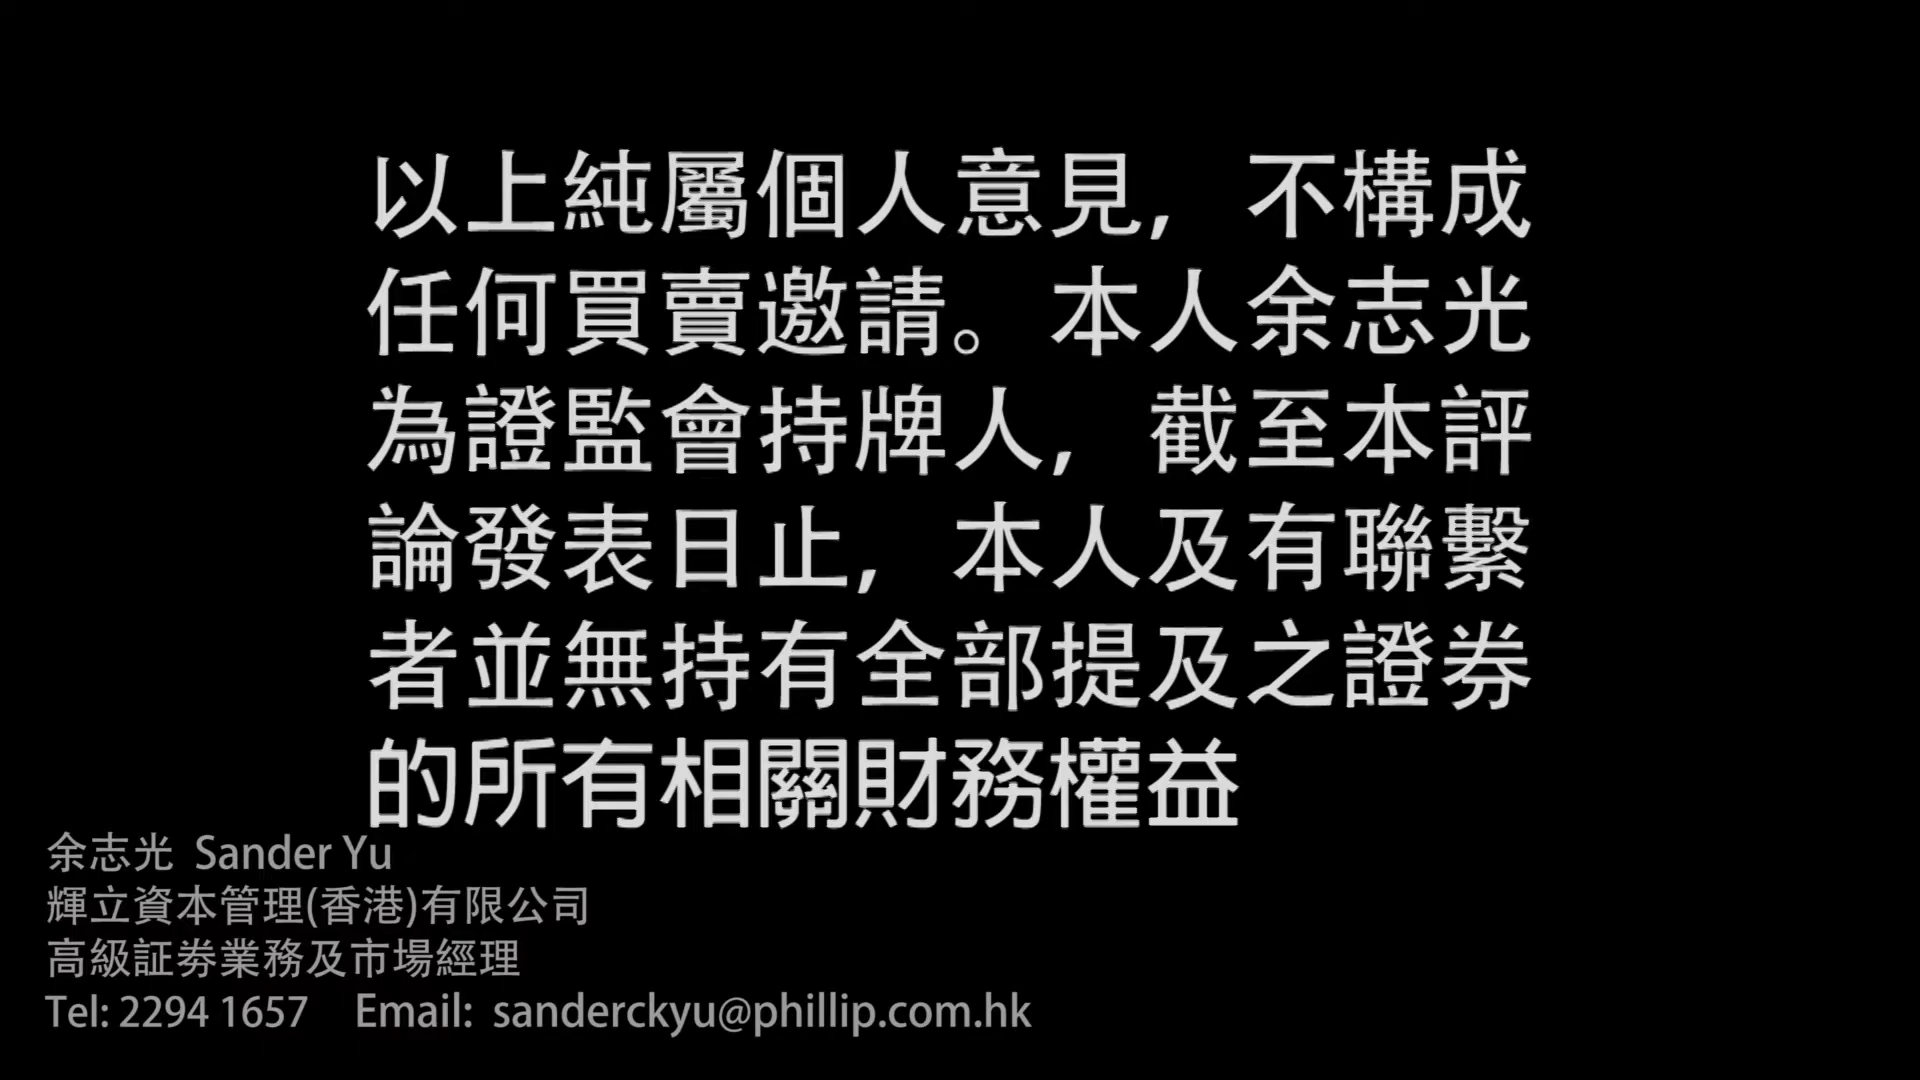 以上純屬個人意見，不構成
任何買賣邀請。本人余志光
為證監會持牌人，截至本評
論發表日止，本人及有聯繫
者並無持有全部提及之證券
的所有相關財務權益
余志光 Sander Yu
輝立資本管理(香港)有限公司
高級証券業務及市場經理
Tel: 2294 1657 Email: sanderckyu@phillip.com.hk